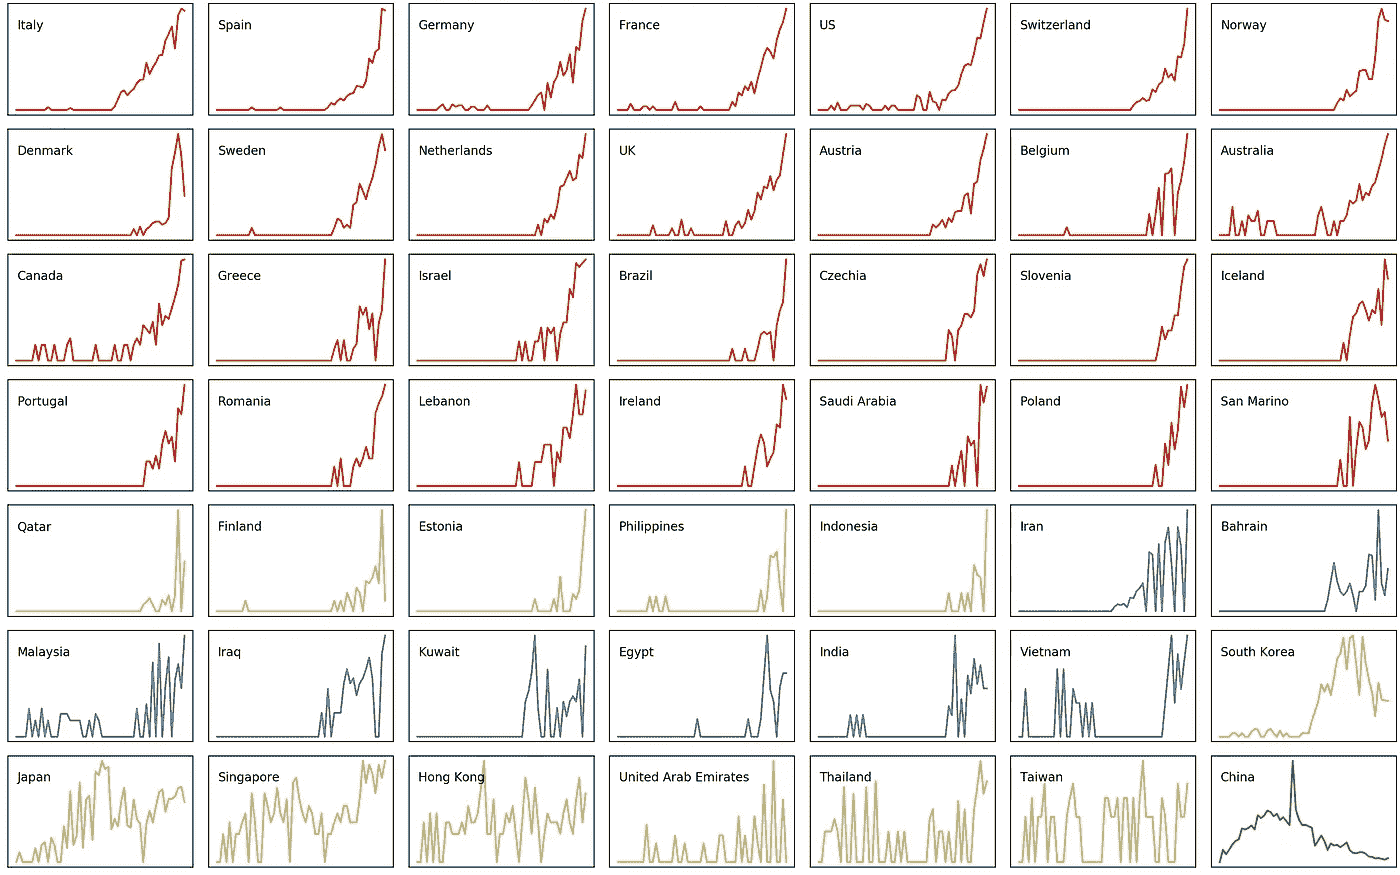 Italy
Spain
Germany
France
US
Switzerland
Norway
Denmark
Sweden
Netherlands
UK
Austria
Belgium
Australia
Canada
Greece
Israel
Brazil
Czechia
Slovenia
Iceland
Portugal
Romania
Lebanon
Ireland
Saudi Arabia
Poland
San Marino
Qatar
Finland
Estonia
Philippines
Indonesia
Iran
Bahrain
Malaysia
Iraq
Kuwait
Egypt
India
Vietnam
South Korea
Japan
Singapore
Hong Kong
United Arab Emirates
Thailand
Taiwan
China